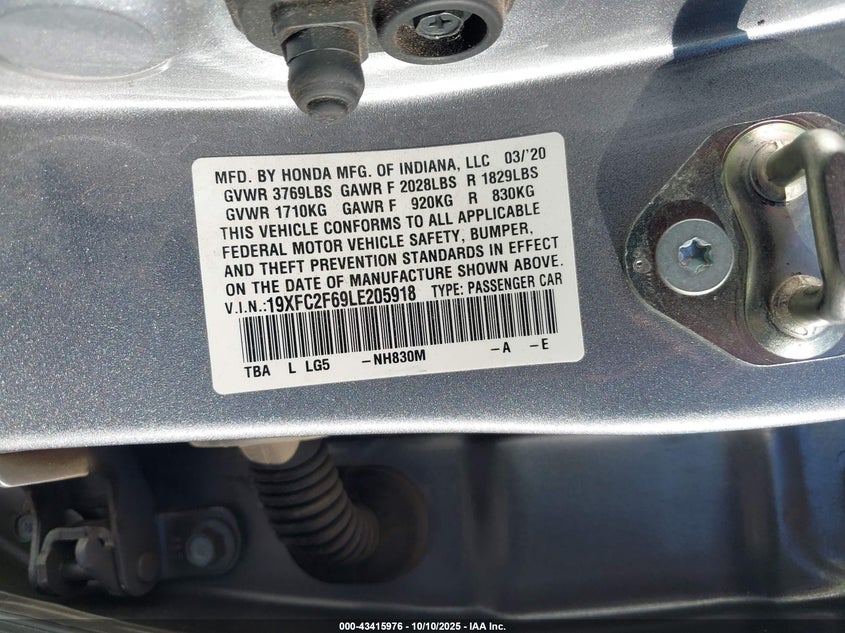 MFD. BY HONDA MFG. OF INDIANA, LLC 03/'20
GVWR 3769LBS GAWR F 2028LBS R 1829LBS
GVWR 1710KG GAWR F 920KG R 830KG
THIS VEHICLE CONFORMS TO ALL APPLICABLE
FEDERAL MOTOR VEHICLE SAFETY, BUMPER,
AND THEFT PREVENTION STANDARDS IN EFFECT
ON THE DATE OF MANUFACTURE SHOWN ABOVE.
V.I.N.:19XFC2F69LE205918 TYPE: PASSENGER CAR
TBA L LG5 -NH830M -A -E
000-43415976 - 10/10/2025 - IAA Inc.